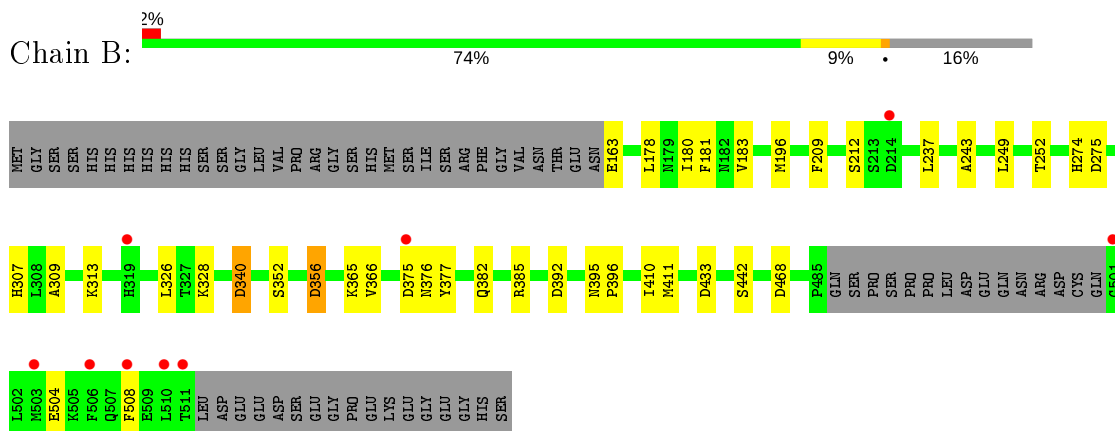 2%
Chain B:
74% 9% • 16%
MET GLY SER SER HIS HIS HIS HIS HIS HIS SER SER GLY LEU VAL PRO ARG GLY SER HIS MET SER ILE SER ARG PHE GLY VAL ASN THR GLU ASN E163 L178 N179 I180 F181 N182 V183 M196 F209 S212 S213 D214 L237 A243 L249 T252 H274 D275
H307 L308 A309 K313 H319 L326 T327 K328 D340 S352 D356 K365 V366 D375 N376 Y377 Q382 R385 D392 N395 P396 I410 M411 D433 S442 D468 P485 GLN SER PRO SER PRO PRO LEU ASP GLU GLN ASN ARG ASP CYS GLN
L502 M503 E504 K505 F506 Q507 F508 E509 L510 T511 LEU ASP GLU GLU ASP SER GLU GLY PRO GLU LYS GLU GLY GLU GLY HIS SER